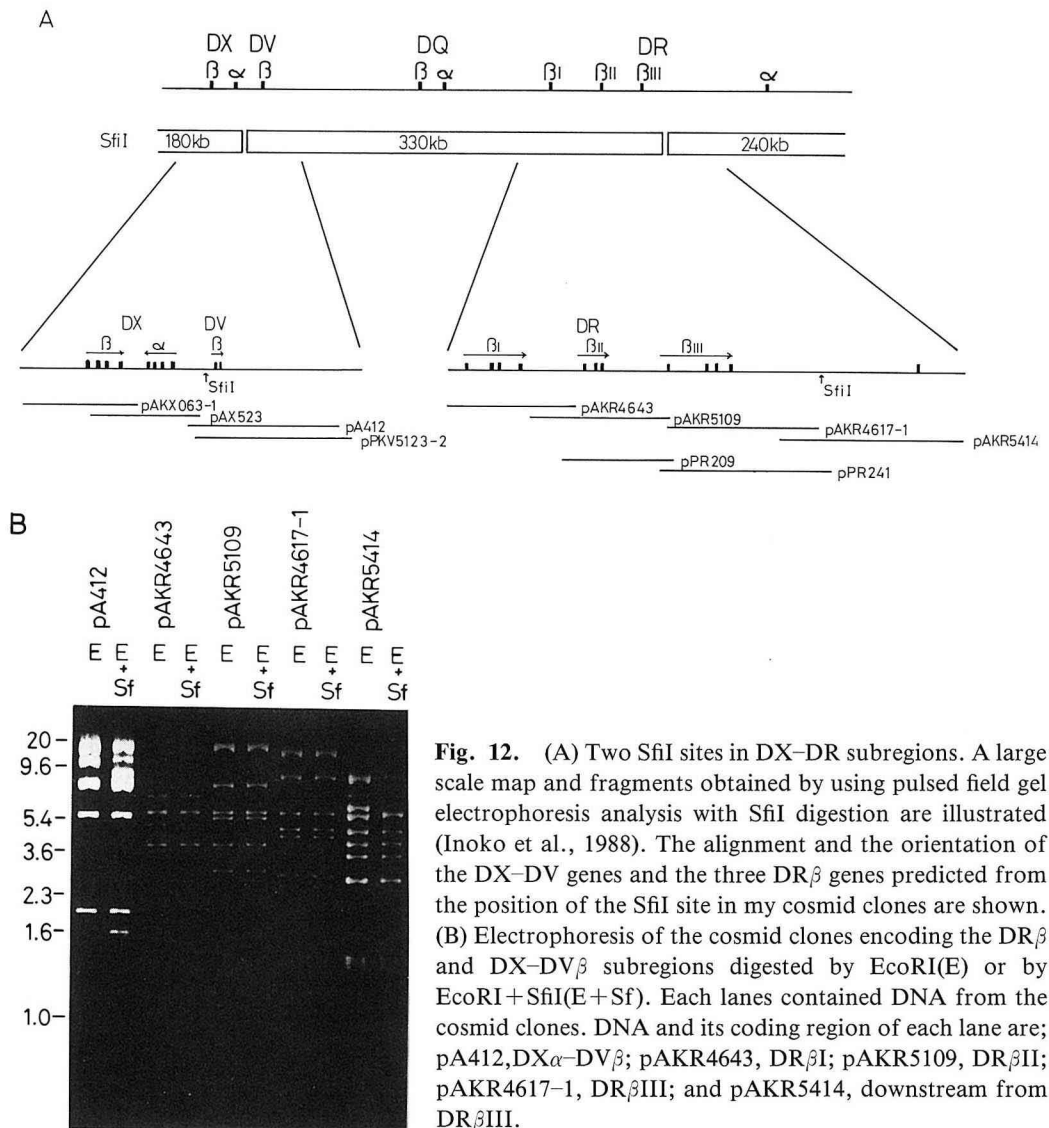 A
DX DV DQ DR
β α β β α βI βII βIII α
SfiI 180kb 330kb 240kb
DX DV DR
β α β βI βII βIII
↑SfiI ↑SfiI
pAKX063-1 pAKR4643
pAX523 pAKR5109
pA412 pAKR4617-1
pPKV5123-2 pAKR5414
pPR209
pPR241
B
pA412 pAKR4643 pAKR5109 pAKR4617-1 pAKR5414
E E+Sf E E+Sf E E+Sf E E+Sf E E+Sf
20
9.6
5.4
3.6
2.3
1.6
1.0
Fig. 12. (A) Two SfiI sites in DX–DR subregions. A large
scale map and fragments obtained by using pulsed field gel
electrophoresis analysis with SfiI digestion are illustrated
(Inoko et al., 1988). The alignment and the orientation of
the DX–DV genes and the three DRβ genes predicted from
the position of the SfiI site in my cosmid clones are shown.
(B) Electrophoresis of the cosmid clones encoding the DRβ
and DX–DVβ subregions digested by EcoRI(E) or by
EcoRI+SfiI(E+Sf). Each lanes contained DNA from the
cosmid clones. DNA and its coding region of each lane are;
pA412,DXα–DVβ; pAKR4643, DRβI; pAKR5109, DRβII;
pAKR4617-1, DRβIII; and pAKR5414, downstream from
DRβIII.